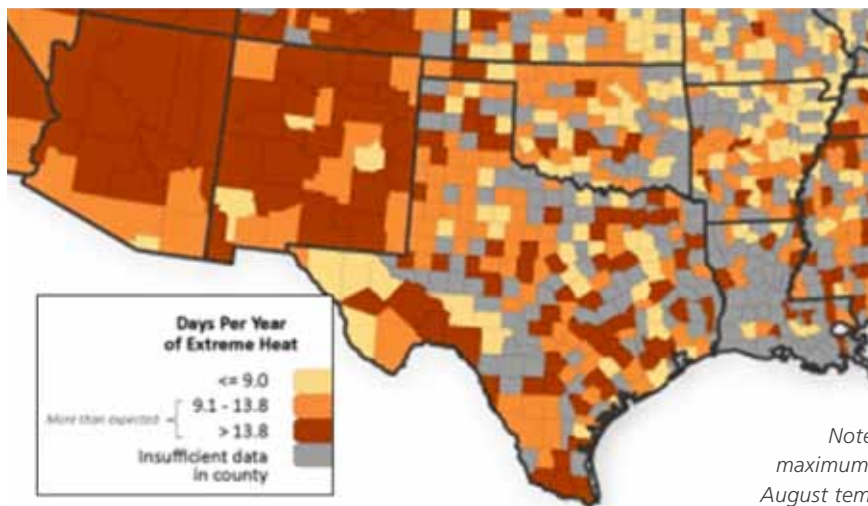 Days Per Year
of Extreme Heat
<= 9.0
More than expected
9.1 - 13.8
> 13.8
Insufficient data
in county
Note
maximum
August tem